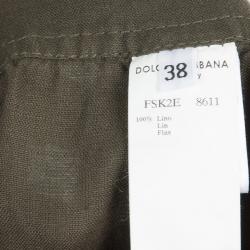 38
DOLC BBANA
y
FSK2E 8611
100% Lino
Lin
Flax